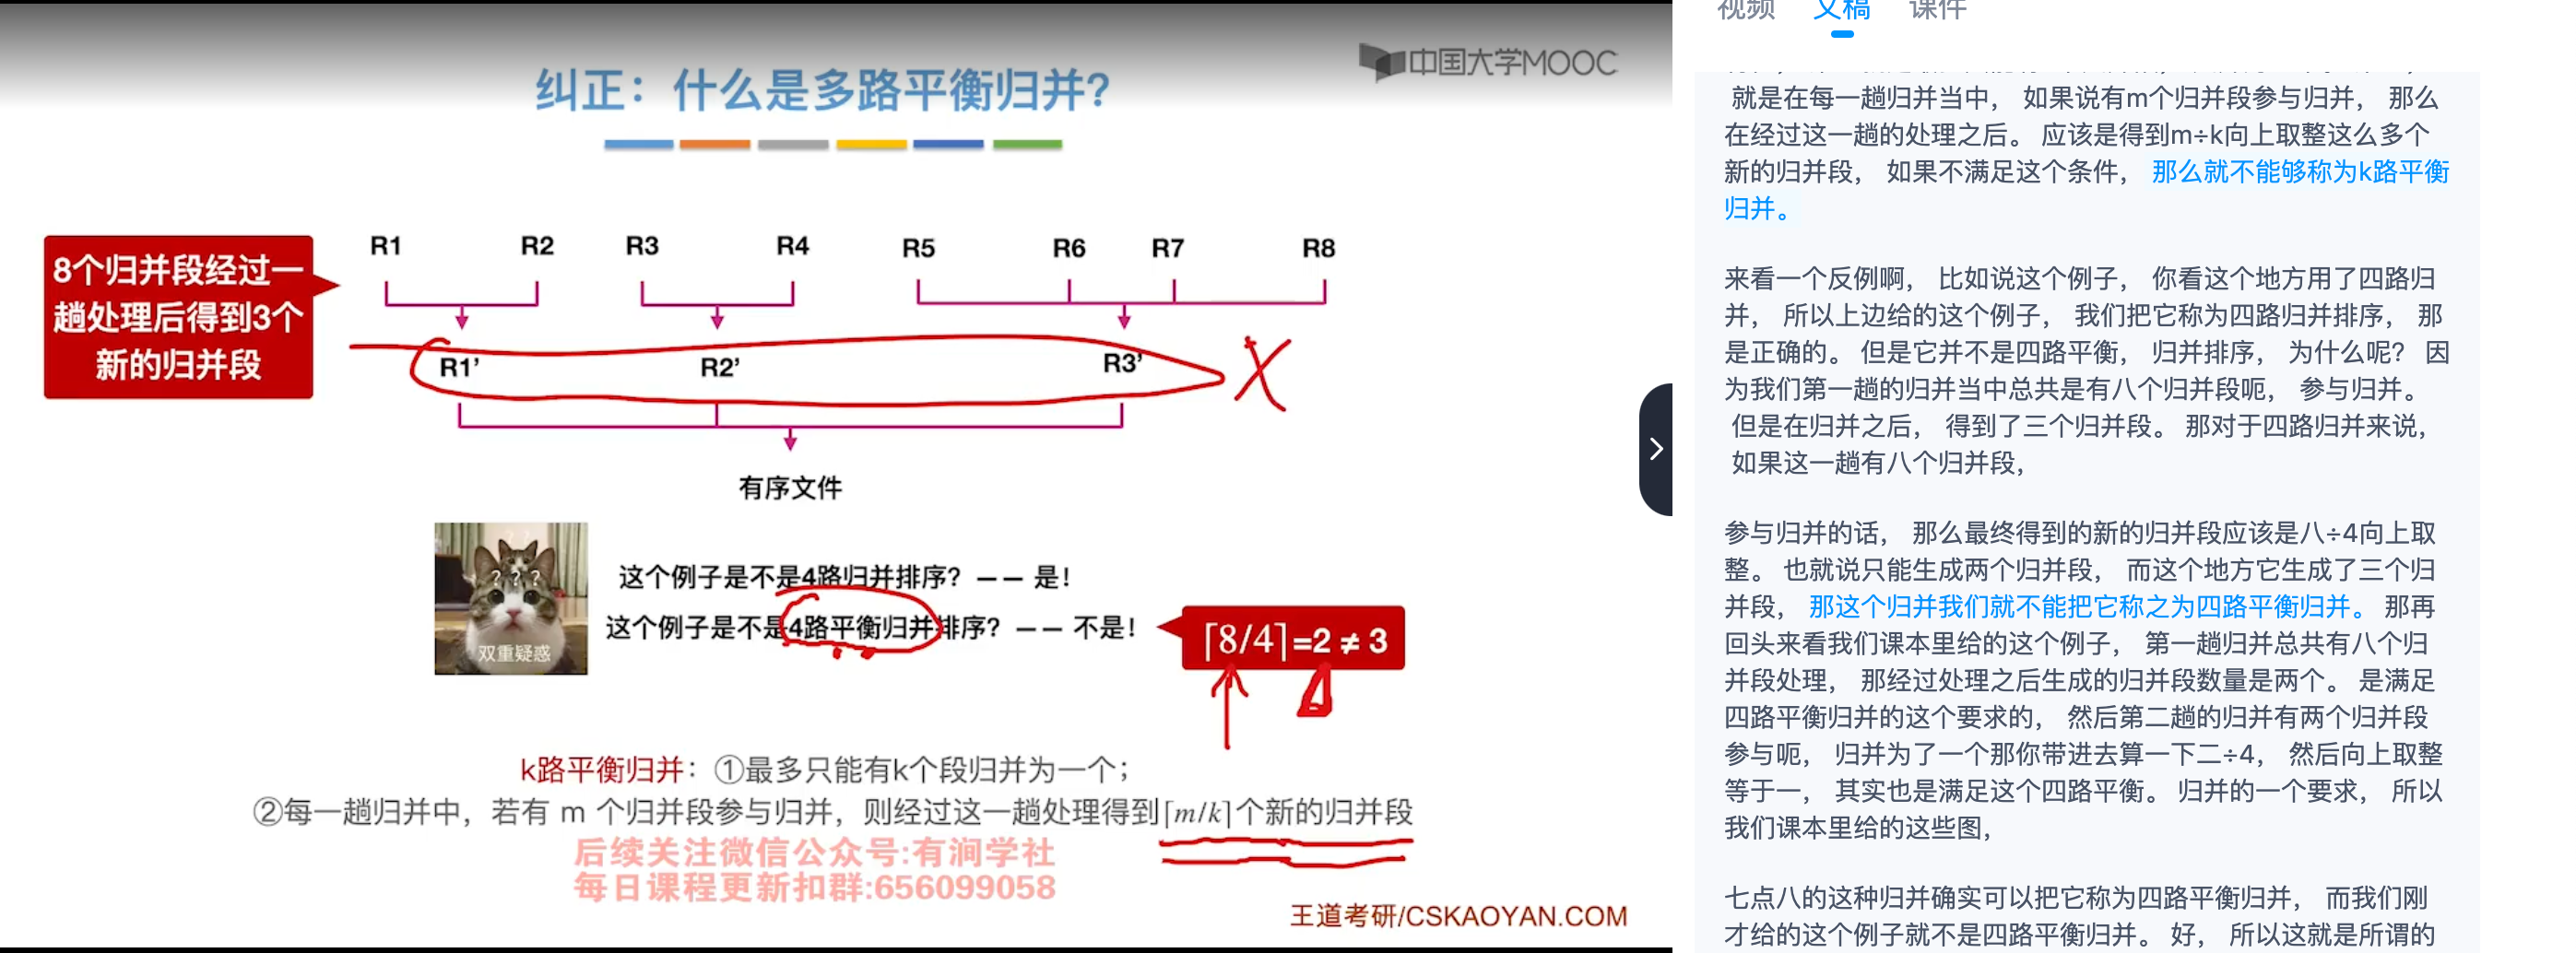 纠正：什么是多路平衡归并?
中国大学MOOC
8个归并段经过一
趟处理后得到3个
新的归并段
R1 R2 R3 R4 R5 R6 R7 R8
R1’ R2’ R3’
有序文件
???
双重疑惑
这个例子是不是4路归并排序? —— 是!
这个例子是不是4路平衡归并排序? —— 不是!
⌈8/4⌉=2 ≠ 3
k路平衡归并：①最多只能有k个段归并为一个；
②每一趟归并中，若有 m 个归并段参与归并，则经过这一趟处理得到⌈m/k⌉个新的归并段
后续关注微信公众号:有涧学社
每日课程更新扣群:656099058
王道考研/CSKAOYAN.COM
视频 文稿 课件
就是在每一趟归并当中， 如果说有m个归并段参与归并， 那么
在经过这一趟的处理之后。 应该是得到m÷k向上取整这么多个
新的归并段， 如果不满足这个条件， 那么就不能够称为k路平衡
归并。
来看一个反例啊， 比如说这个例子， 你看这个地方用了四路归
并， 所以上边给的这个例子， 我们把它称为四路归并排序， 那
是正确的。 但是它并不是四路平衡， 归并排序， 为什么呢? 因
为我们第一趟的归并当中总共是有八个归并段呃， 参与归并。
但是在归并之后， 得到了三个归并段。 那对于四路归并来说，
如果这一趟有八个归并段，
参与归并的话， 那么最终得到的新的归并段应该是八÷4向上取
整。 也就说只能生成两个归并段， 而这个地方它生成了三个归
并段， 那这个归并我们就不能把它称之为四路平衡归并。 那再
回头来看我们课本里给的这个例子， 第一趟归并总共有八个归
并段处理， 那经过处理之后生成的归并段数量是两个。 是满足
四路平衡归并的这个要求的， 然后第二趟的归并有两个归并段
参与呃， 归并为了一个那你带进去算一下二÷4， 然后向上取整
等于一， 其实也是满足这个四路平衡。 归并的一个要求， 所以
我们课本里给的这些图，
七点八的这种归并确实可以把它称为四路平衡归并， 而我们刚
才给的这个例子就不是四路平衡归并。 好， 所以这就是所谓的